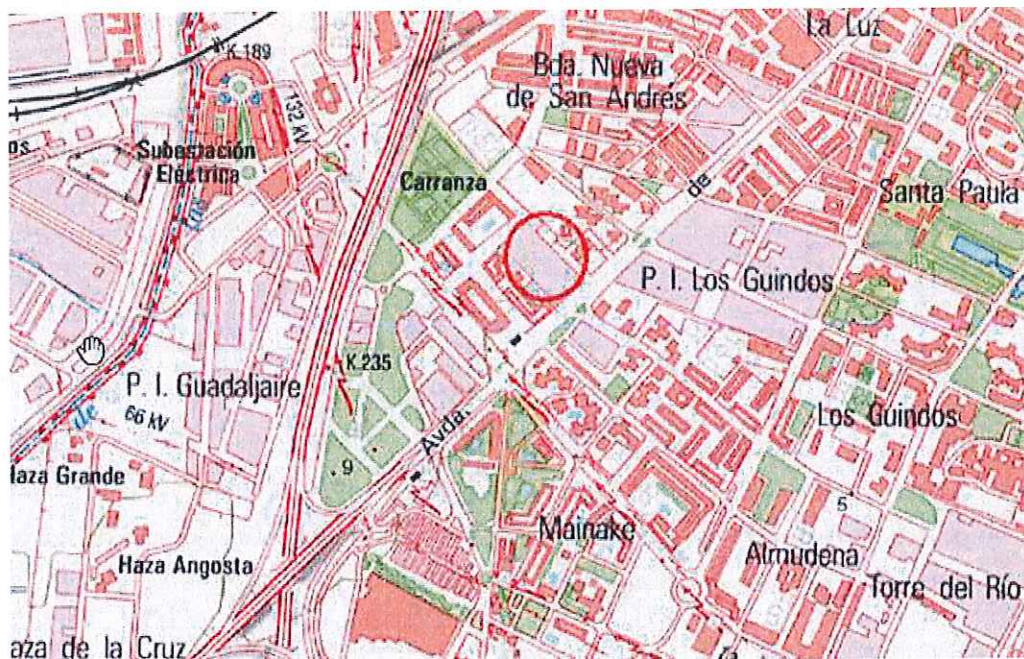 La Luz
K.189
Bda. Nueva
de San Andrés
132 kV
Subestación
Eléctrica
Carranza
de
Santa Paula
las
P. I. Los Guindos
K.235
P. I. Guadaljaire
66 kV
de
Avda.
Los Guindos
Haza Grande
9
5
Mainake
Almudena
Haza Angosta
Torre del Río
aza de la Cruz